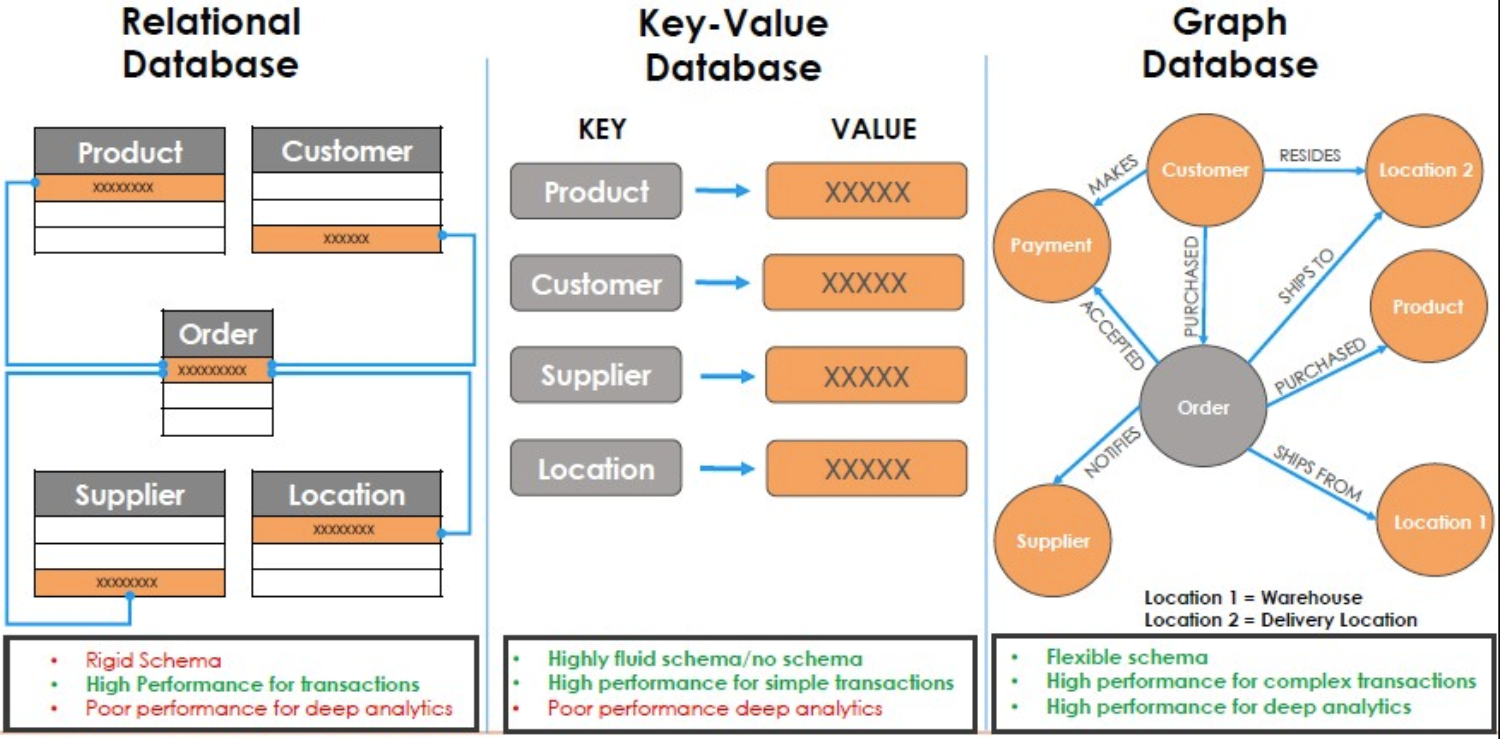 Relational
Database
Product
XXXXXXXX
Customer
XXXXXX
Order
XXXXXXXXX
Supplier
XXXXXXXX
Location
XXXXXXXX
• Rigid Schema
• High Performance for transactions
• Poor performance for deep analytics
Key-Value
Database
KEY VALUE
Product XXXXX
Customer XXXXX
Supplier XXXXX
Location XXXXX
• Highly fluid schema/no schema
• High performance for simple transactions
• Poor performance deep analytics
Graph
Database
Customer
RESIDES
Location 2
MAKES
Payment
PURCHASED
SHIPS TO
Product
ACCEPTED
PURCHASED
Order
NOTIFIES
SHIPS FROM
Supplier
Location 1
Location 1 = Warehouse
Location 2 = Delivery Location
• Flexible schema
• High performance for complex transactions
• High performance for deep analytics